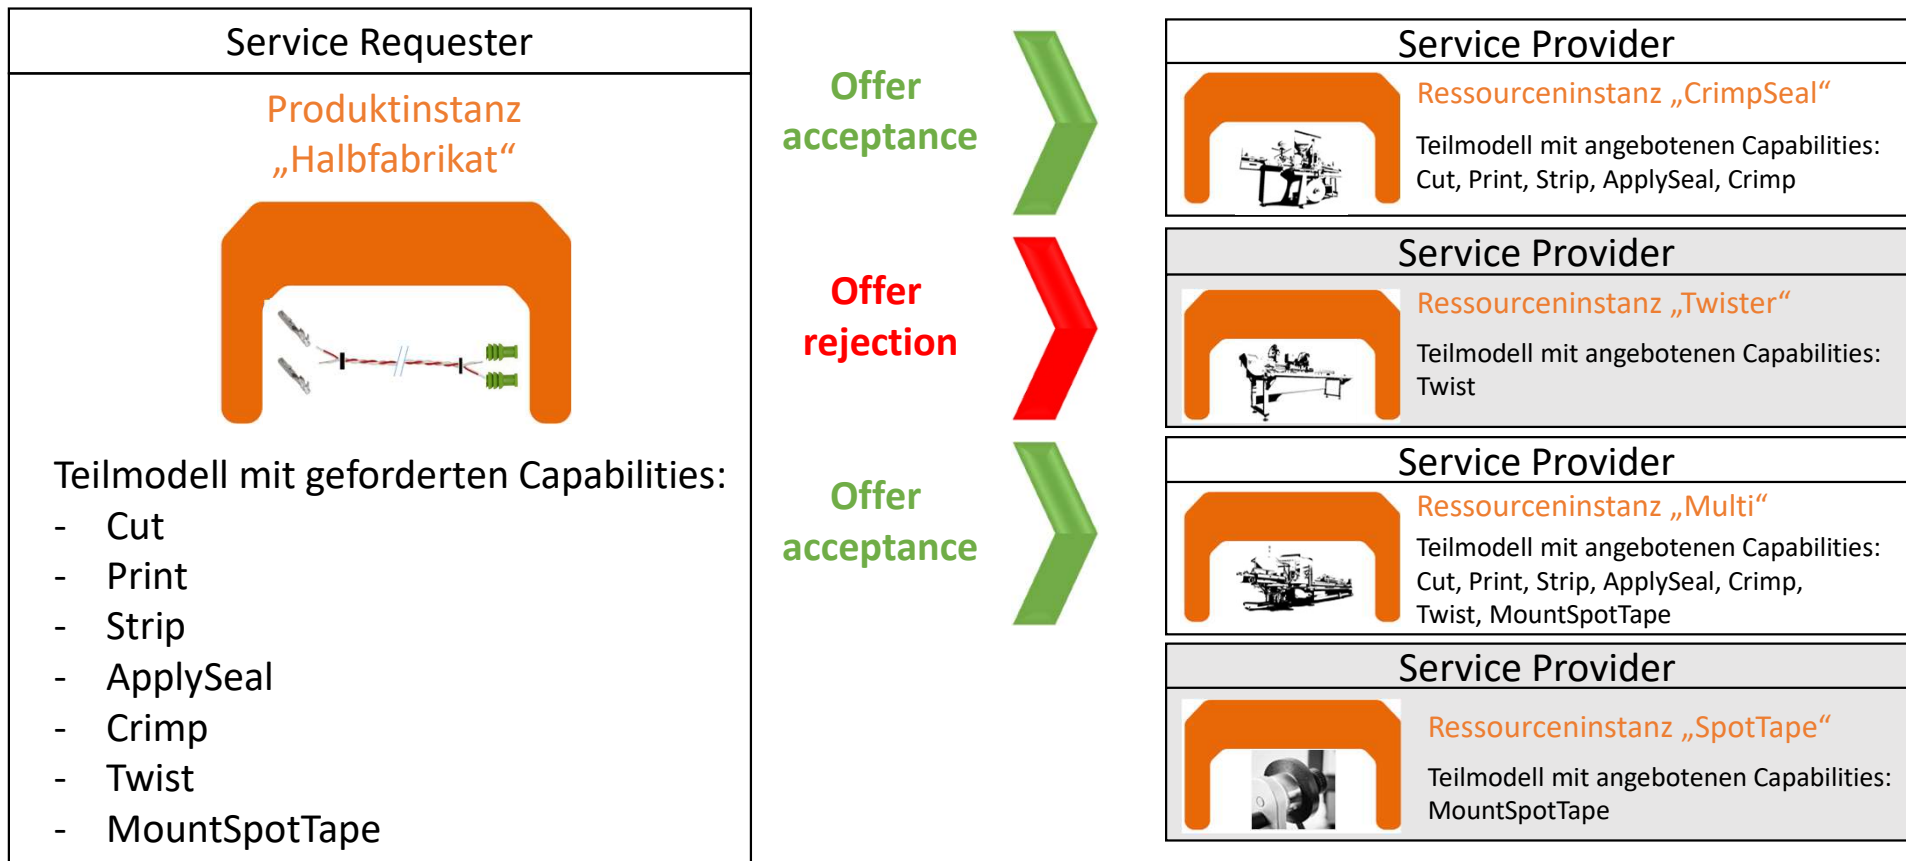 Service Requester
Produktinstanz
„Halbfabrikat“
Teilmodell mit geforderten Capabilities:
- Cut
- Print
- Strip
- ApplySeal
- Crimp
- Twist
- MountSpotTape
Offer
acceptance
Offer
rejection
Offer
acceptance
Service Provider
Ressourceninstanz „CrimpSeal“
Teilmodell mit angebotenen Capabilities:
Cut, Print, Strip, ApplySeal, Crimp
Service Provider
Ressourceninstanz „Twister“
Teilmodell mit angebotenen Capabilities:
Twist
Service Provider
Ressourceninstanz „Multi“
Teilmodell mit angebotenen Capabilities:
Cut, Print, Strip, ApplySeal, Crimp,
Twist, MountSpotTape
Service Provider
Ressourceninstanz „SpotTape“
Teilmodell mit angebotenen Capabilities:
MountSpotTape